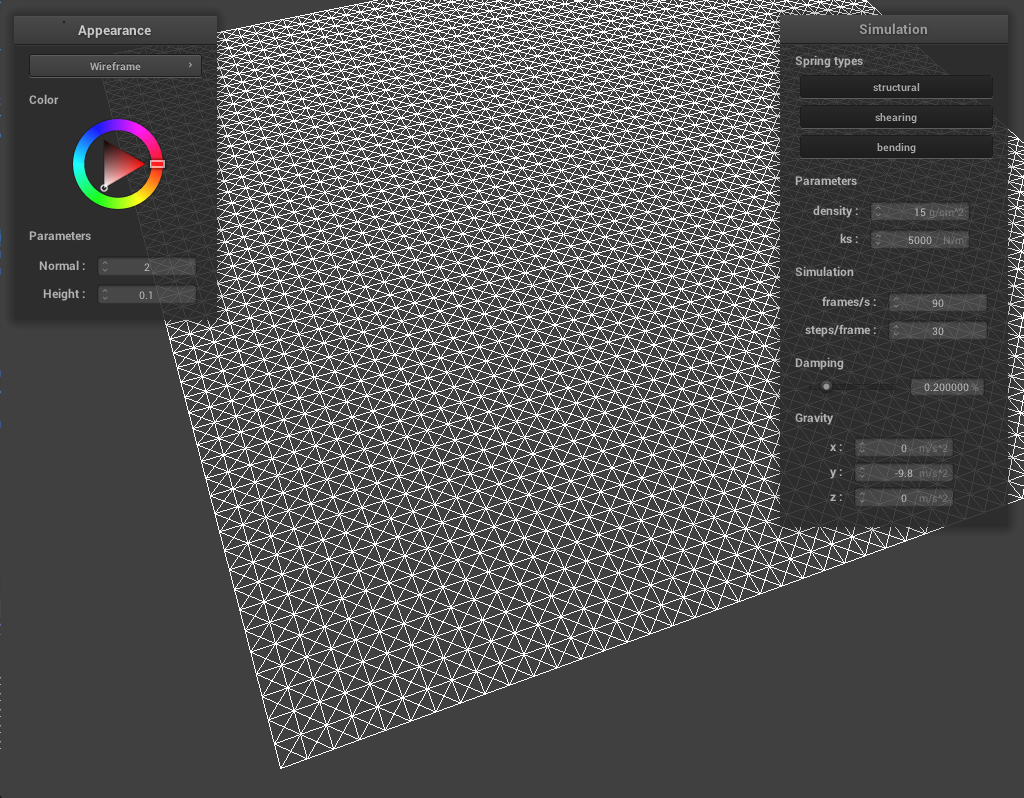 Appearance
Wireframe
Color
Parameters
Normal : 2
Height : 0.1
Simulation
Spring types
structural
shearing
bending
Parameters
density : 15 g/cm^2
ks : 5000 N/m
Simulation
frames/s : 90
steps/frame : 30
Damping
0.200000 %
Gravity
x : 0 m/s^2
y : -9.8 m/s^2
z : 0 m/s^2